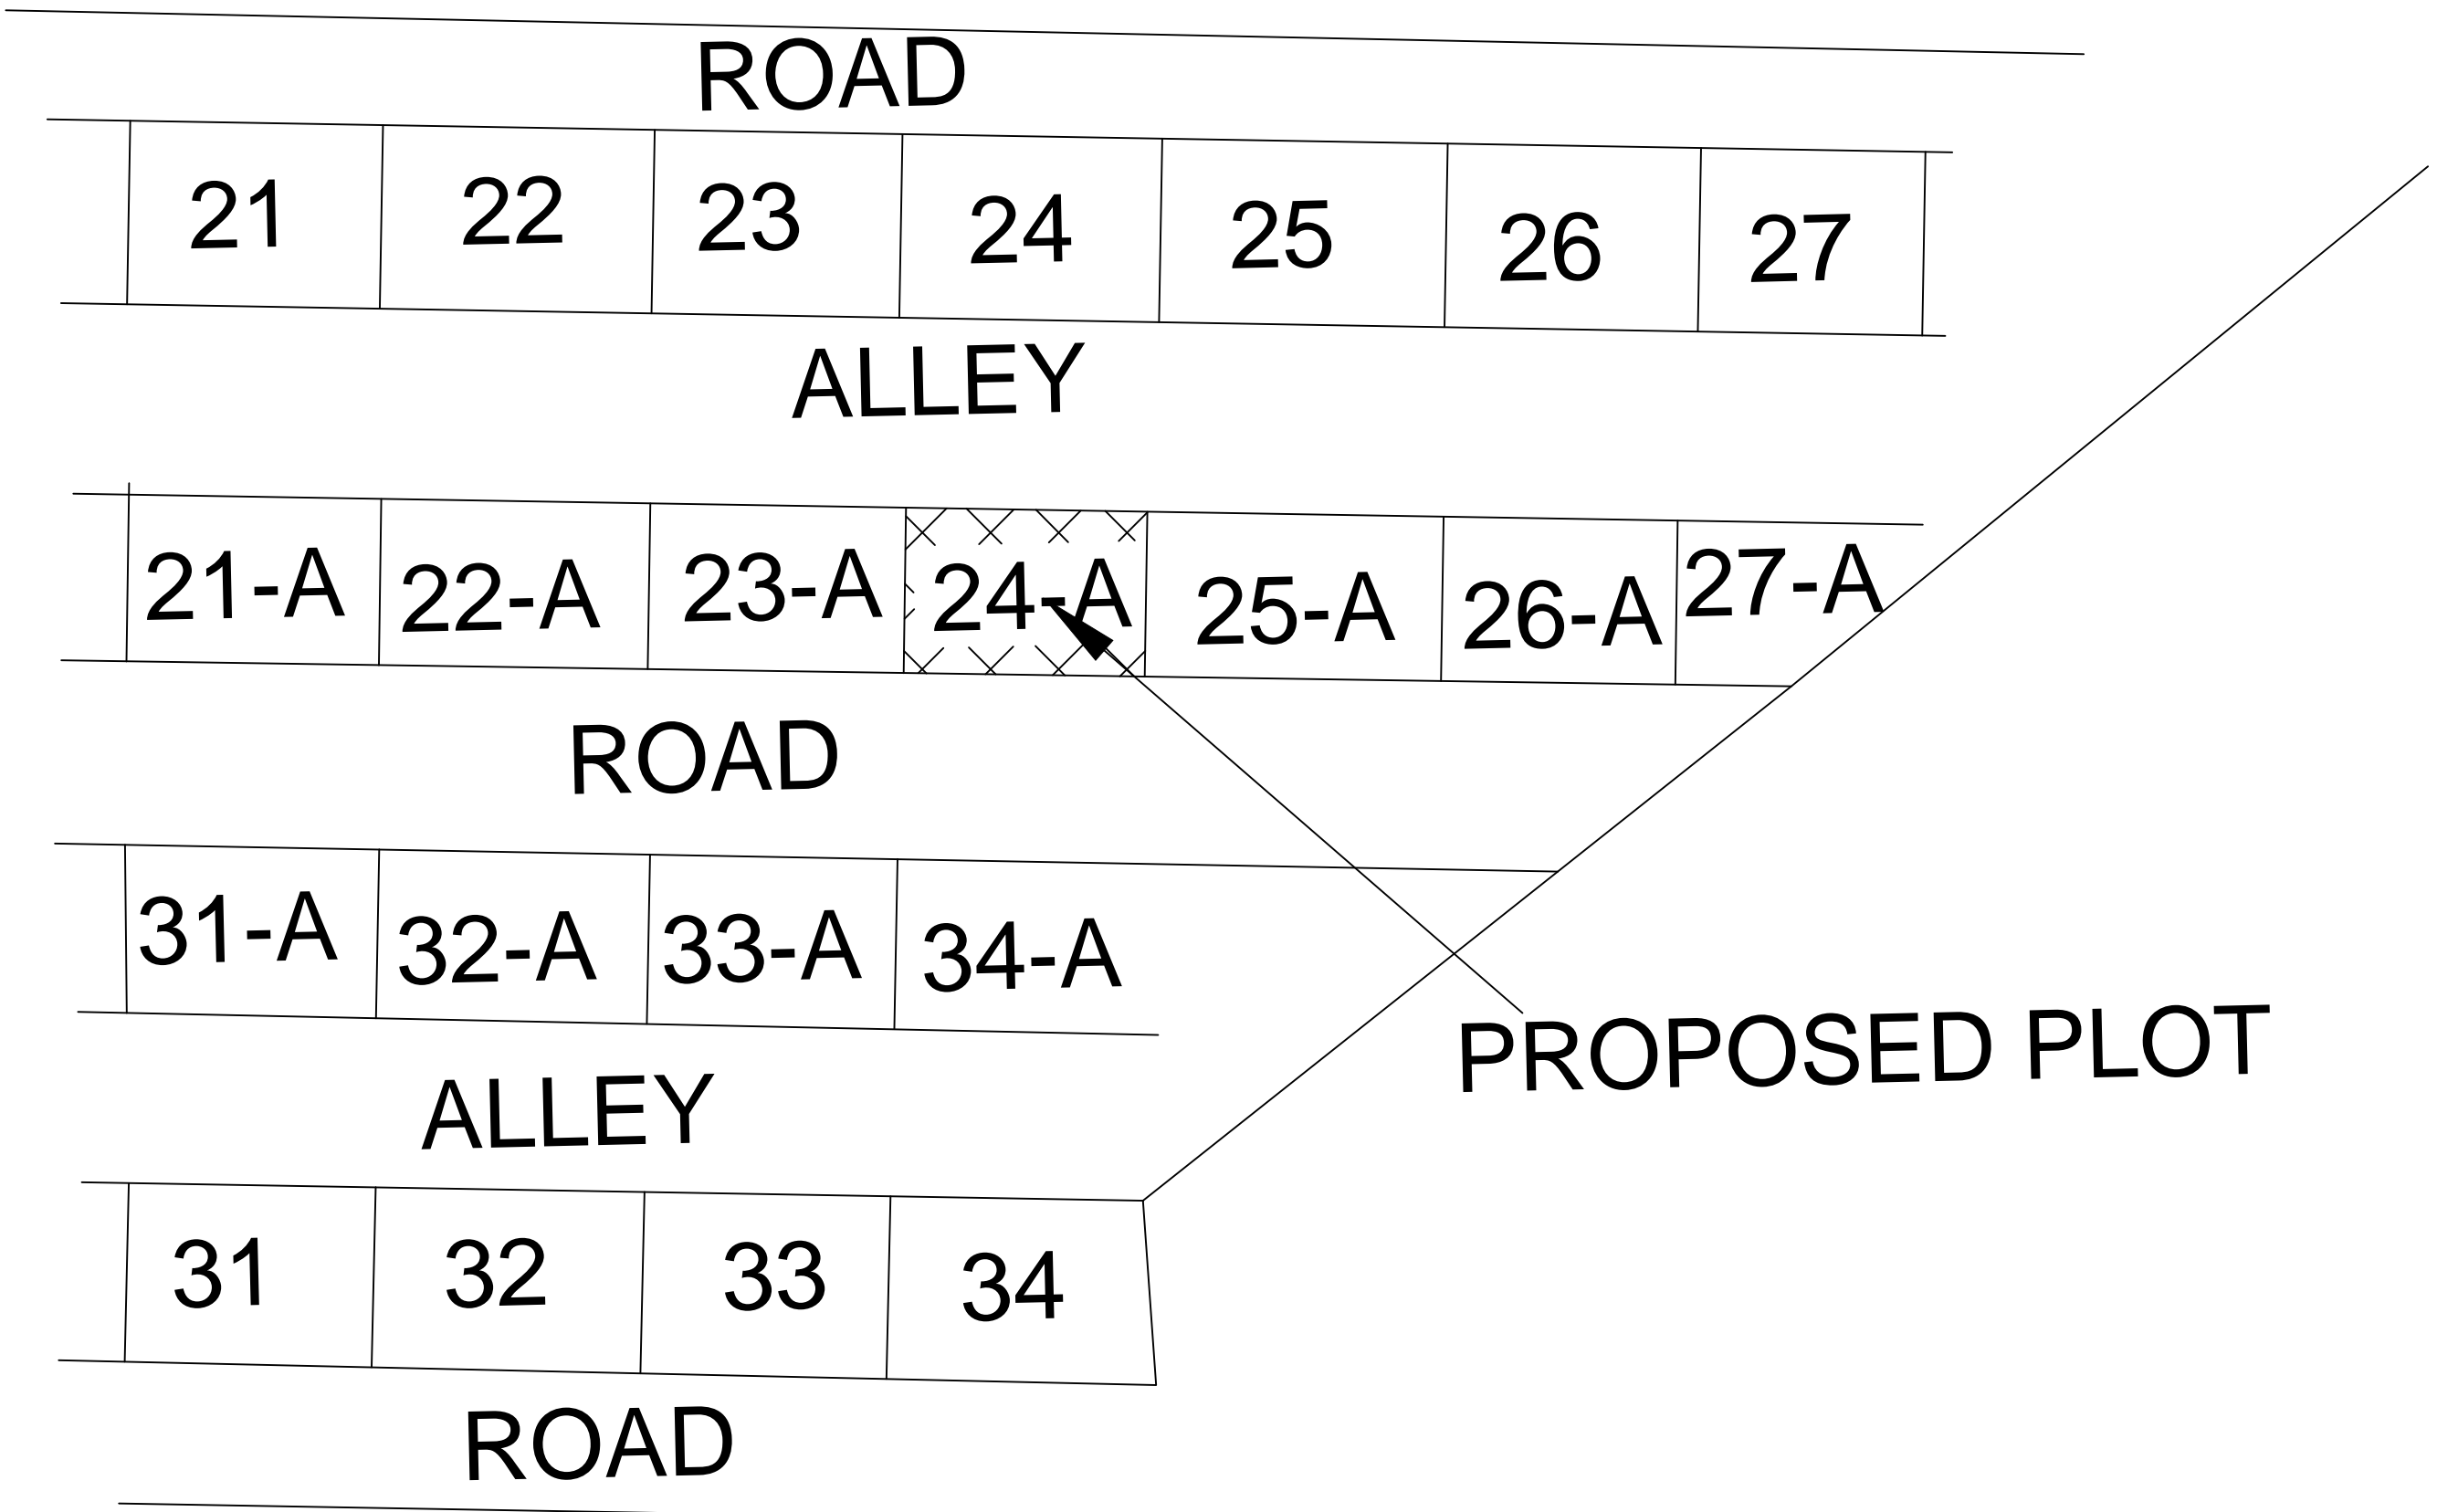 ROAD
21 22 23 24 25 26 27
ALLEY
21-A 22-A 23-A 24-A 25-A 26-A 27-A
ROAD
31-A 32-A 33-A 34-A
PROPOSED PLOT
ALLEY
31 32 33 34
ROAD